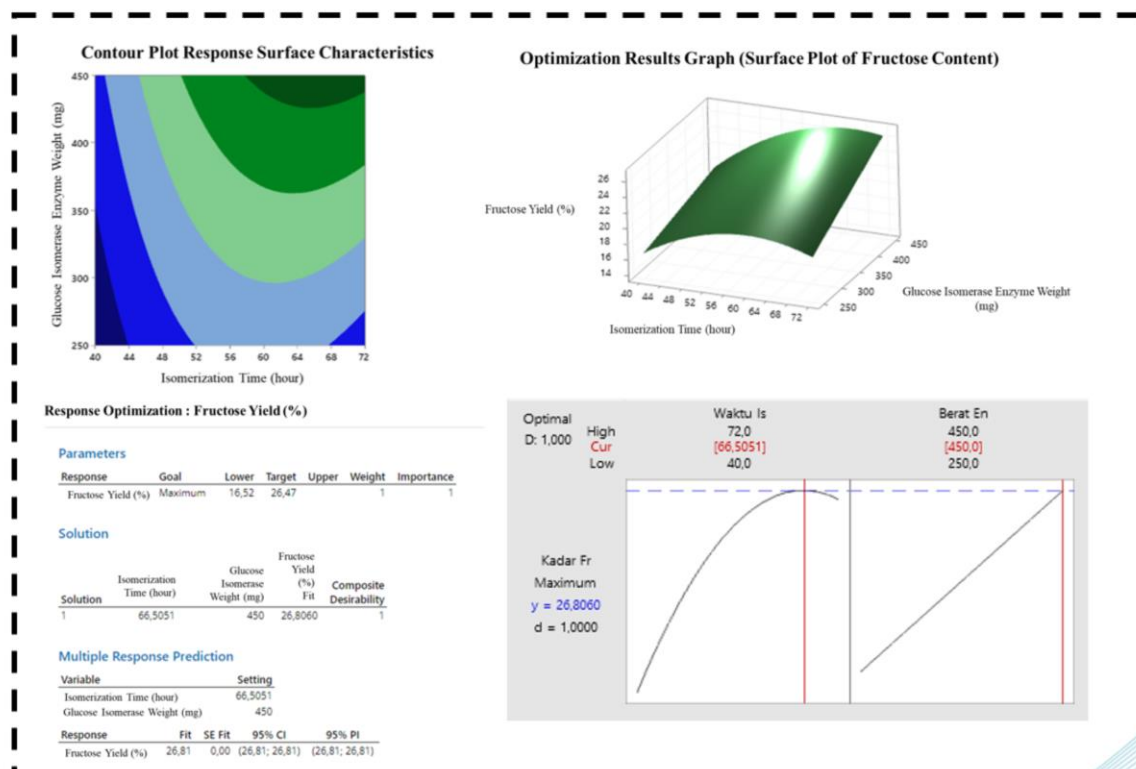 Contour Plot Response Surface Characteristics
450
400
350
300
250
Glucose Isomerase Enzyme Weight (mg)
40 44 48 52 56 60 64 68 72
Isomerization Time (hour)
Optimization Results Graph (Surface Plot of Fructose Content)
26
24
22
20
18
16
14
Fructose Yield (%)
40 44 48 52 56 60 64 68 72
Isomerization Time (hour)
450
400
350
300
250
Glucose Isomerase Enzyme Weight
(mg)
Response Optimization : Fructose Yield (%)
Parameters
Response Goal Lower Target Upper Weight Importance
Fructose Yield (%) Maximum 16,52 26,47 1 1
Solution
Solution
Isomerization
Time (hour)
Glucose
Isomerase
Weight (mg)
Fructose
Yield
(%)
Fit
Composite
Desirability
1 66,5051 450 26,8060 1
Multiple Response Prediction
Variable Setting
Isomerization Time (hour) 66,5051
Glucose Isomerase Weight (mg) 450
Response Fit SE Fit 95% CI 95% PI
Fructose Yield (%) 26,81 0,00 (26,81; 26,81) (26,81; 26,81)
Optimal
D: 1,000
High
Cur
Low
Waktu Is
72,0
[66,5051]
40,0
Berat En
450,0
[450,0]
250,0
Kadar Fr
Maximum
y = 26,8060
d = 1,0000